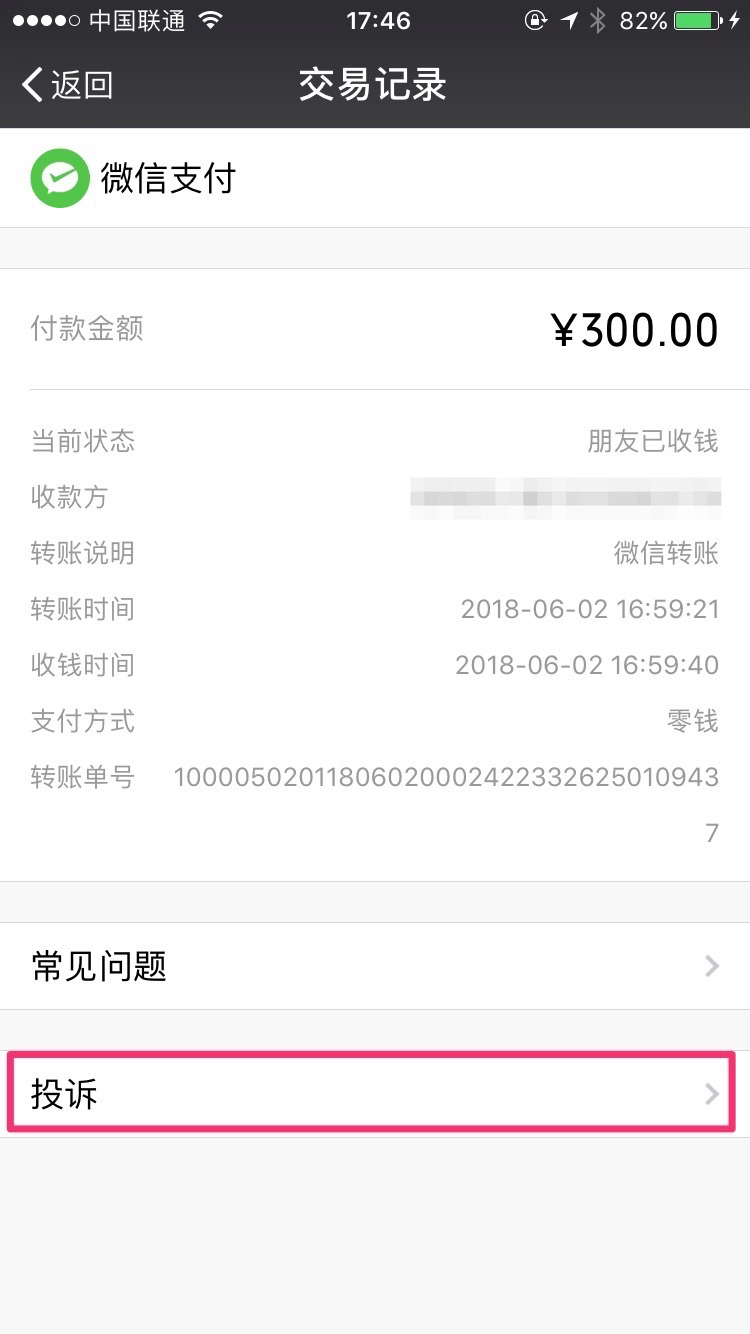 中国联通 17:46 82%
返回 交易记录
微信支付
付款金额 ¥300.00
当前状态 朋友已收钱
收款方
转账说明 微信转账
转账时间 2018-06-02 16:59:21
收钱时间 2018-06-02 16:59:40
支付方式 零钱
转账单号 1000050201180602000242233262501094​3
7
常见问题
投诉